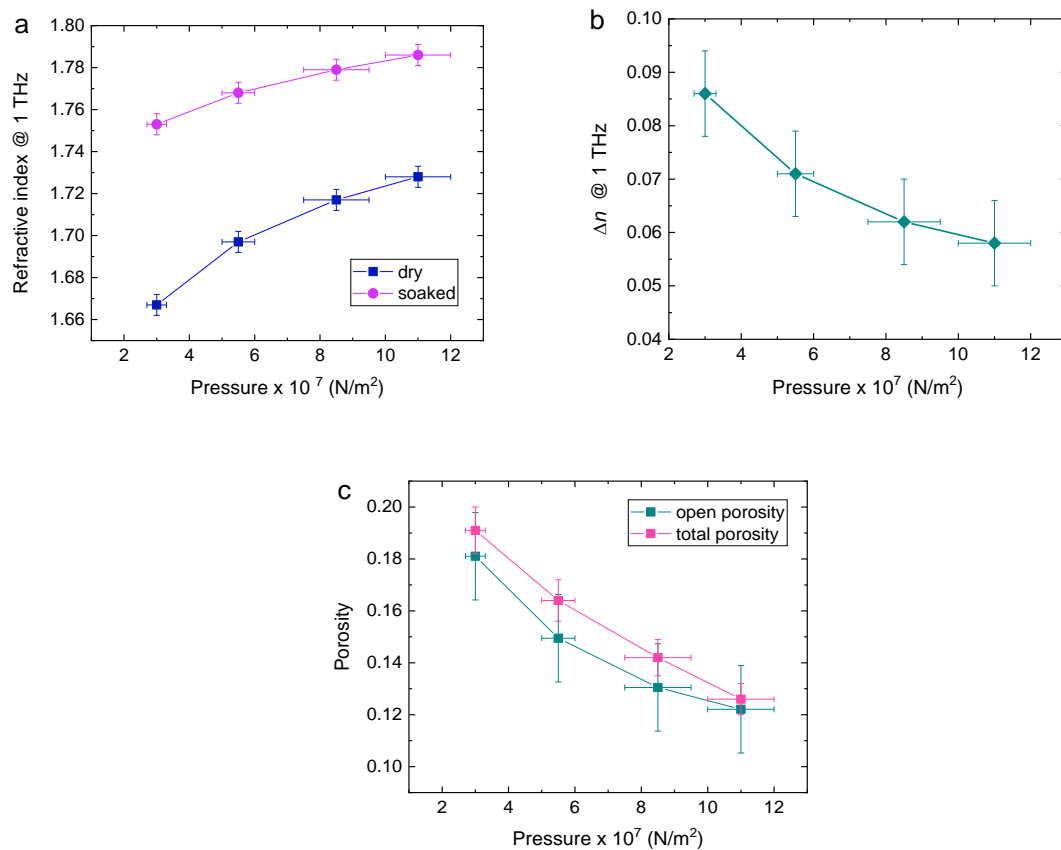 a
1.80
1.78
1.76
1.74
1.72
1.70
1.68
1.66
Refractive index @ 1 THz
dry
soaked
2 4 6 8 10 12
Pressure x 10 ⁷ (N/m²)
b
0.10
0.09
0.08
0.07
0.06
0.05
0.04
Δn @ 1 THz
2 4 6 8 10 12
Pressure x 10⁷ (N/m²)
c
0.20
0.18
0.16
0.14
0.12
0.10
Porosity
open porosity
total porosity
2 4 6 8 10 12
Pressure x 10⁷ (N/m²)